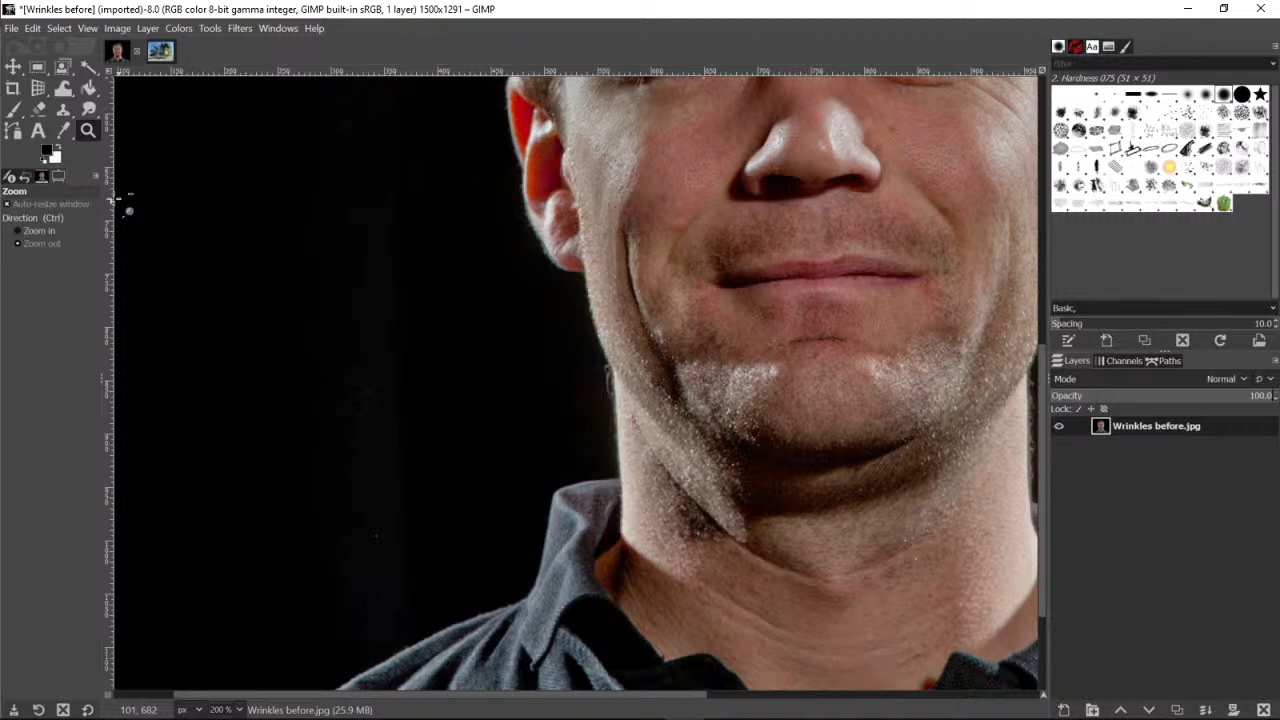 *[Wrinkles before] (imported)-8.0 (RGB color 8-bit gamma integer, GIMP built-in sRGB, 1 layer) 1500x1291 – GIMP
File Edit Select View Image Layer Colors Tools Filters Windows Help
Aa
filter
2. Hardness 075 (51 × 51)
Zoom
Auto-resize window
Direction (Ctrl)
Zoom in
Zoom out
Basic,
Spacing 10.0
Layers Channels Paths
Mode Normal
Opacity 100.0
Lock:
Wrinkles before.jpg
101, 682 px 200 % Wrinkles before.jpg (25.9 MB)